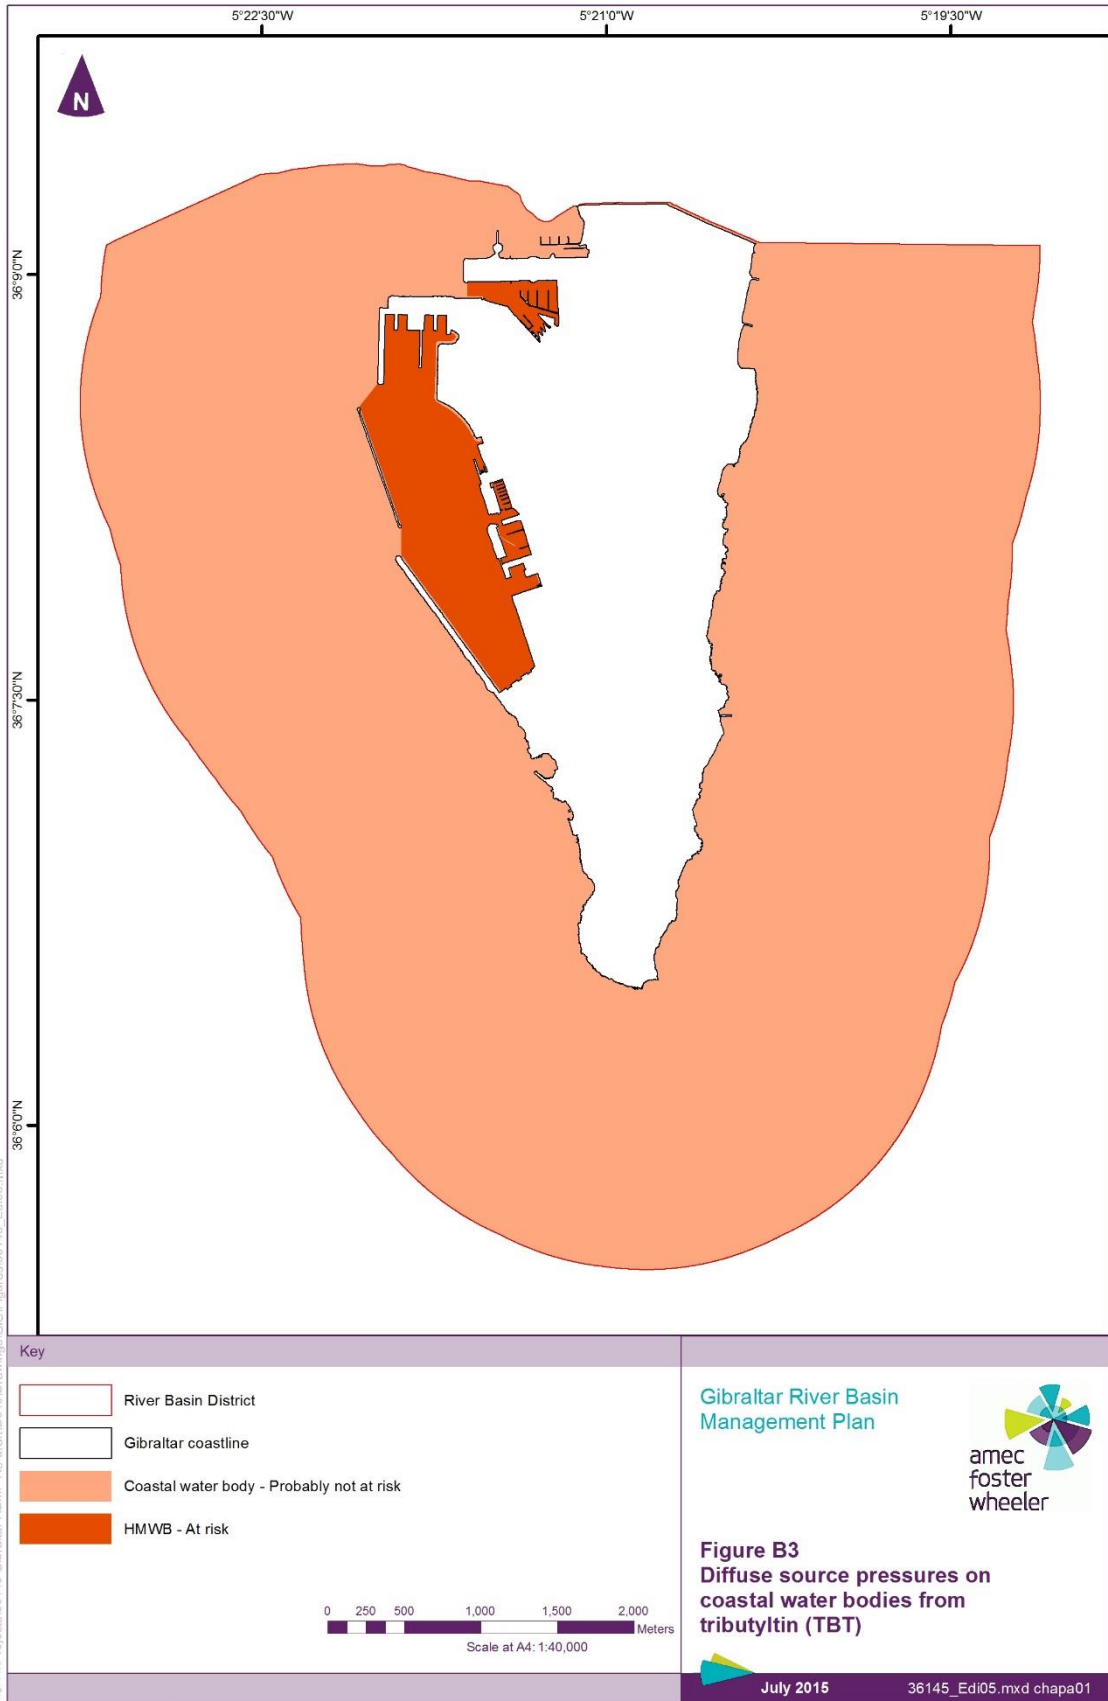 5°22'30"W
5°21'0"W
5°19'30"W
N
36°9'0"N
36°7'30"N
36°6'0"N
Key
River Basin District
Gibraltar coastline
Coastal water body - Probably not at risk
HMWB - At risk
0 250 500 1,000 1,500 2,000
Meters
Scale at A4: 1:40,000
Gibraltar River Basin
Management Plan
amec
foster
wheeler
Figure B3
Diffuse source pressures on
coastal water bodies from
tributyltin (TBT)
July 2015
36145_Edi05.mxd chapa01